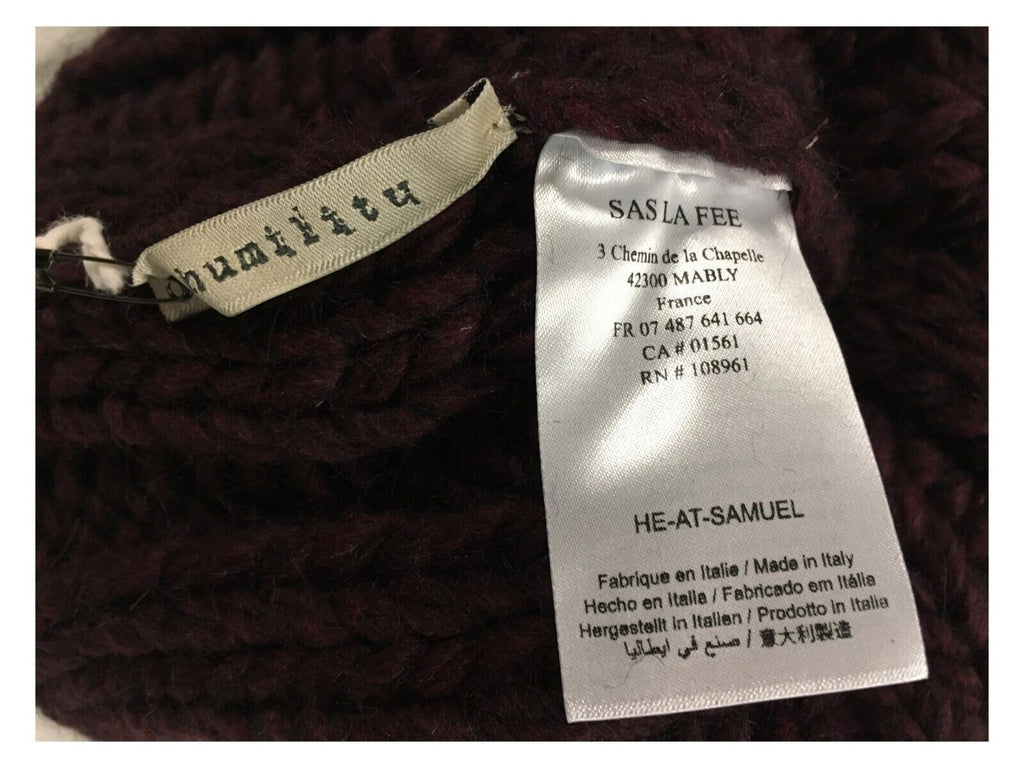 humilitu
SAS LA FEE
3 Chemin de la Chapelle
42300 MABLY
France
FR 07 487 641 664
CA # 01561
RN # 108961
HE-AT-SAMUEL
Fabrique en Italie / Made in Italy
Hecho en Italia / Fabricado em Itália
Hergestellt in Italien / Prodotto in Italia
صنع في ايطاليا / 意大利製造